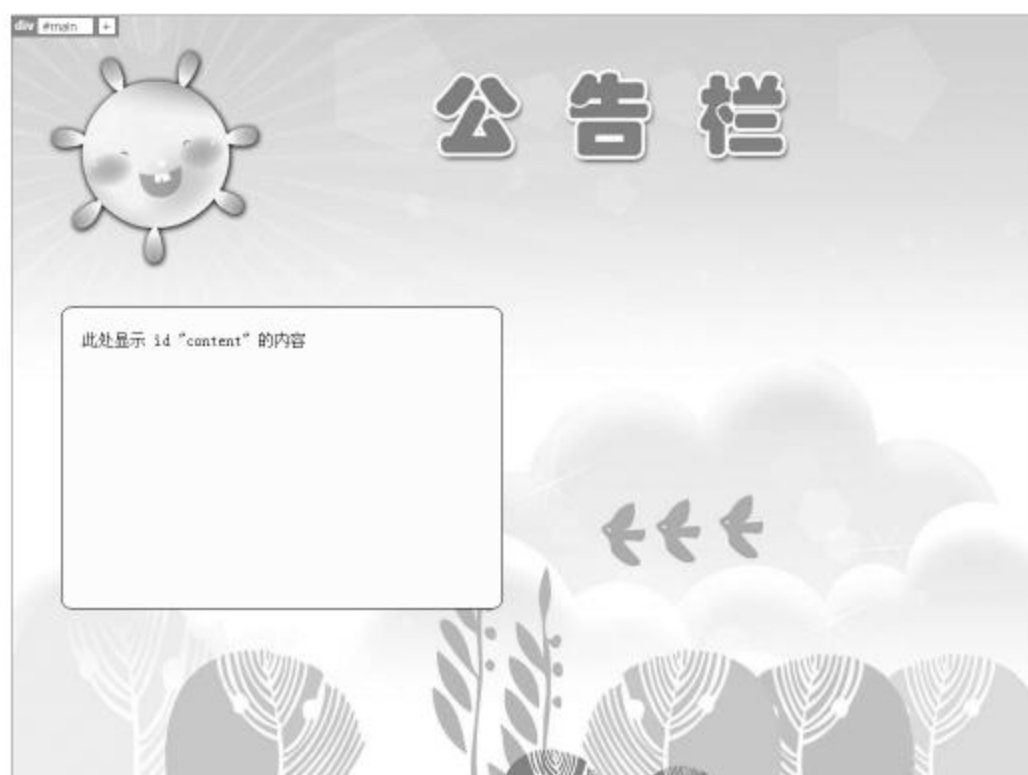 div #main +
公告栏
此处显示 id "content" 的内容